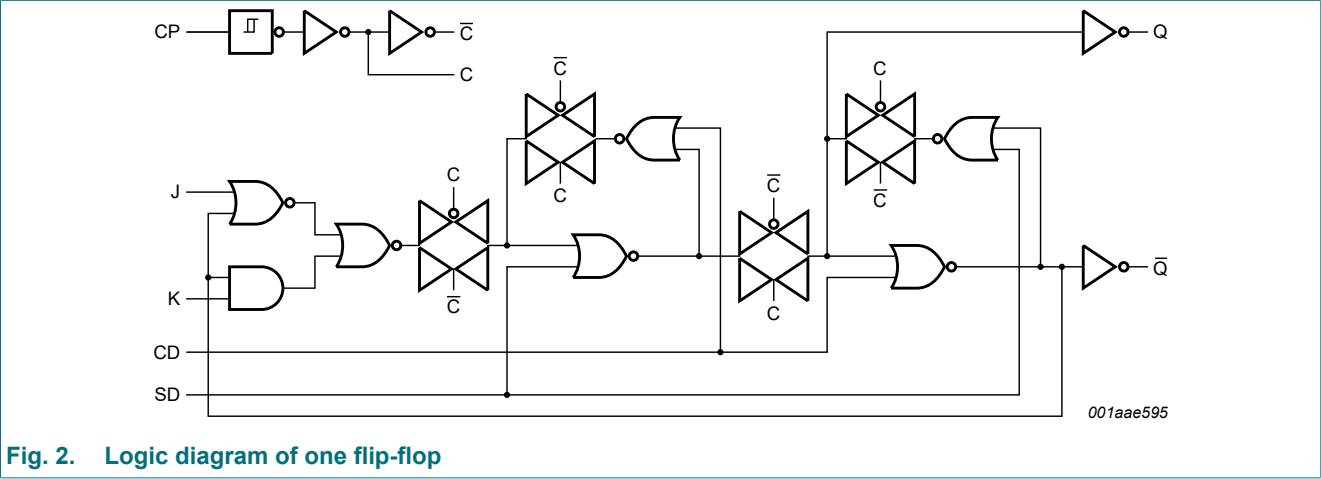 CP
C̅
C
C̅
C
C
C̅
C̅
C
C
C̅
Q
J
K
Q̅
CD
SD
001aae595
Fig. 2. Logic diagram of one flip-flop